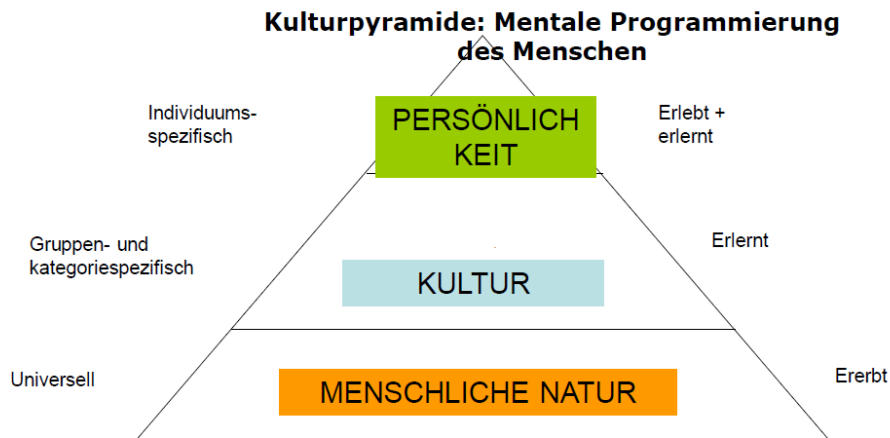 Kulturpyramide: Mentale Programmierung
des Menschen
Individuums-
spezifisch
PERSÖNLICH
KEIT
Erlebt +
erlernt
Gruppen- und
kategoriespezifisch
KULTUR
Erlernt
Universell
MENSCHLICHE NATUR
Ererbt